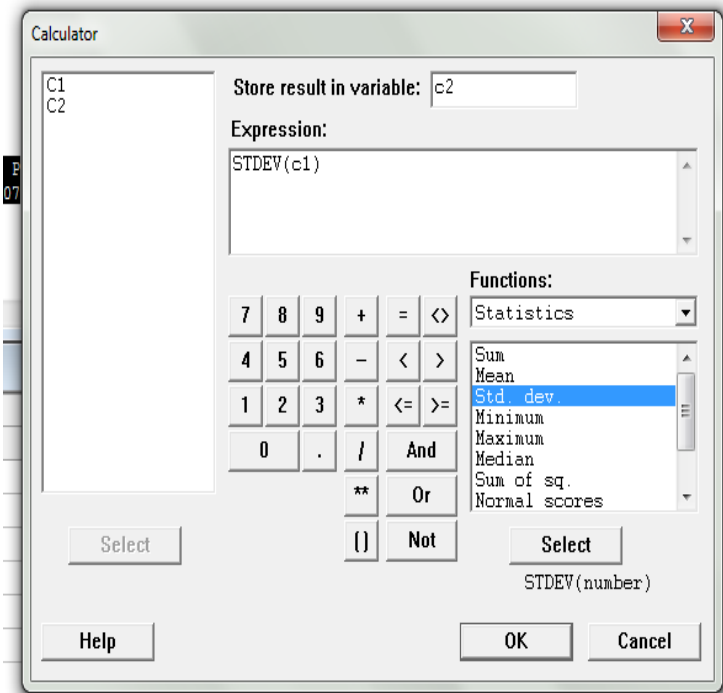 Calculator
C1
C2
Store result in variable: c2
Expression:
STDEV(c1)
P
07
Functions:
Statistics
7 8 9 + = <>
4 5 6 - < >
1 2 3 * <= >=
0 . / And
** Or
() Not
Sum
Mean
Std. dev.
Minimum
Maximum
Median
Sum of sq.
Normal scores
Select
Select
STDEV(number)
Help
OK
Cancel